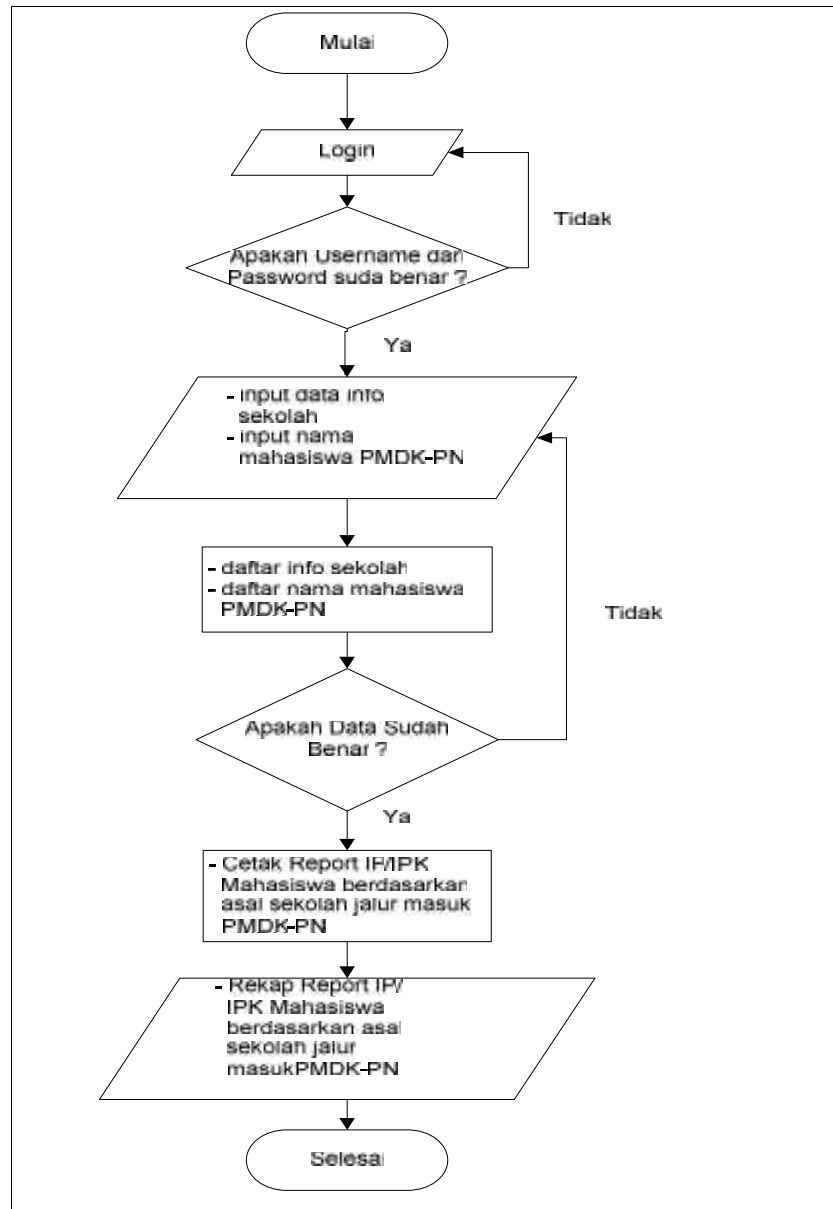 Mulai
Login
Tidak
Apakah Username dan
Password suda benar ?
Ya
- input data info
sekolah
- input nama
mahasiswa PMDK-PN
- daftar info sekolah
- daftar nama mahasiswa
PMDK-PN
Tidak
Apakah Data Sudah
Benar ?
Ya
- Cetak Report IP/IPK
Mahasiswa berdasarkan
asal sekolah jalur masuk
PMDK-PN
- Rekap Report IP/
IPK Mahasiswa
berdasarkan asal
sekolah jalur
masukPMDK-PN
Selesai